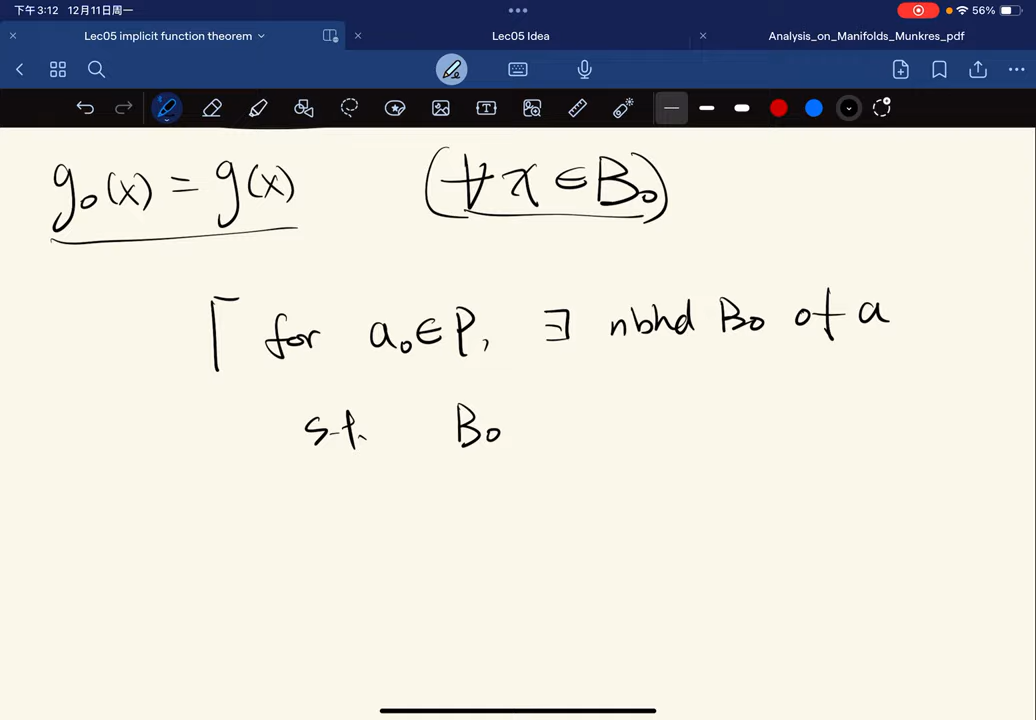 下午3:12 12月11日周一
56%
Lec05 implicit function theorem
Lec05 Idea
Analysis_on_Manifolds_Munkres_pdf
g₀(x) = g(x) (∀x∈B₀)
for a₀∈P, ∃ nbhd B₀ of a
s.t. B₀